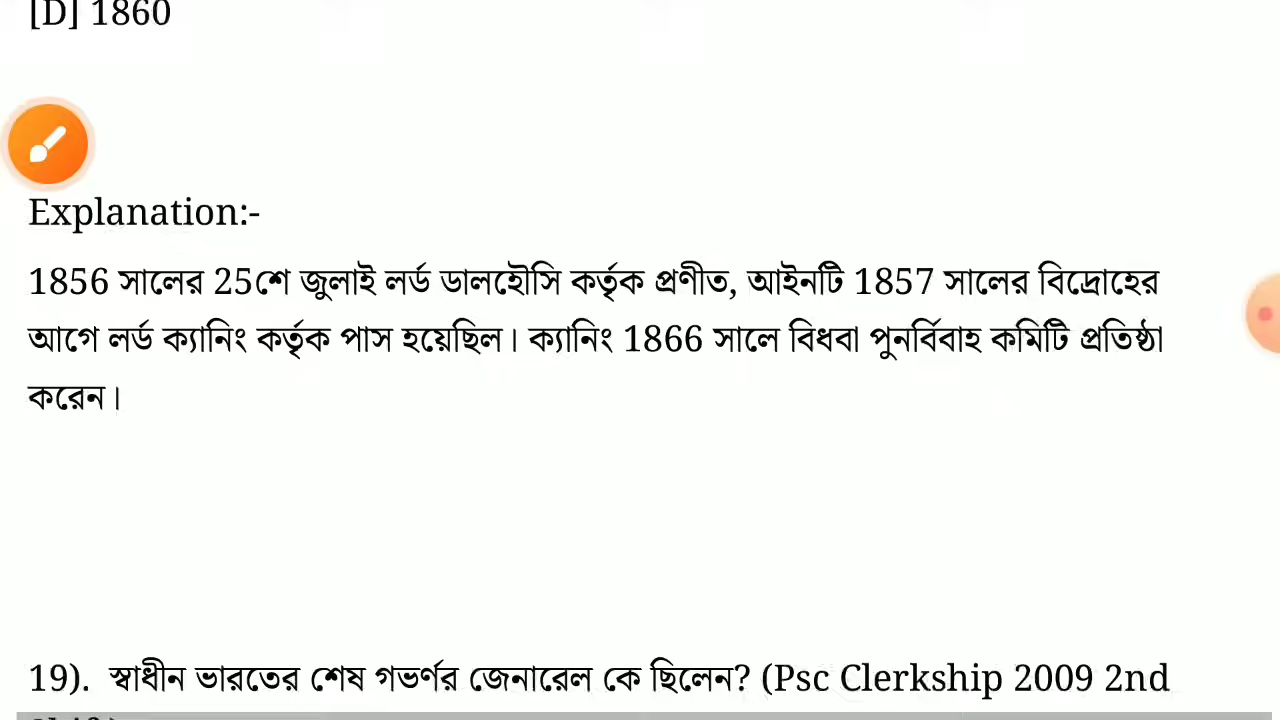 [D] 1860
Explanation:-
1856 সালের 25শে জুলাই লর্ড ডালহৌসি কর্তৃক প্রণীত, আইনটি 1857 সালের বিদ্রোহের
আগে লর্ড ক্যানিং কর্তৃক পাস হয়েছিল। ক্যানিং 1866 সালে বিধবা পুনর্বিবাহ কমিটি প্রতিষ্ঠা
করেন।
19). স্বাধীন ভারতের শেষ গভর্ণর জেনারেল কে ছিলেন? (Psc Clerkship 2009 2nd